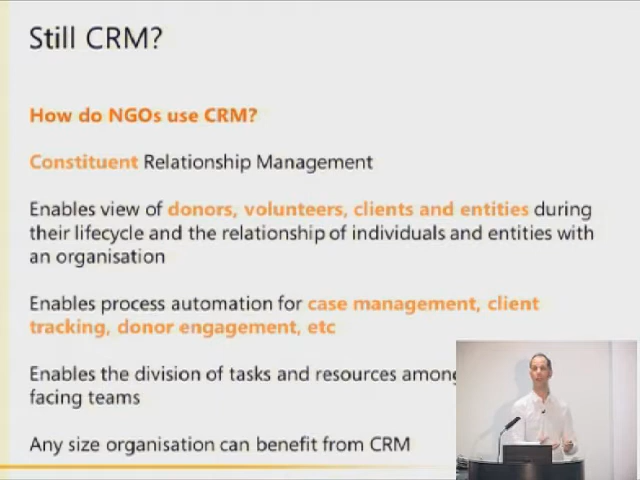 Still CRM?
How do NGOs use CRM?
Constituent Relationship Management
Enables view of donors, volunteers, clients and entities during
their lifecycle and the relationship of individuals and entities with
an organisation
Enables process automation for case management, client
tracking, donor engagement, etc
Enables the division of tasks and resources among
facing teams
Any size organisation can benefit from CRM